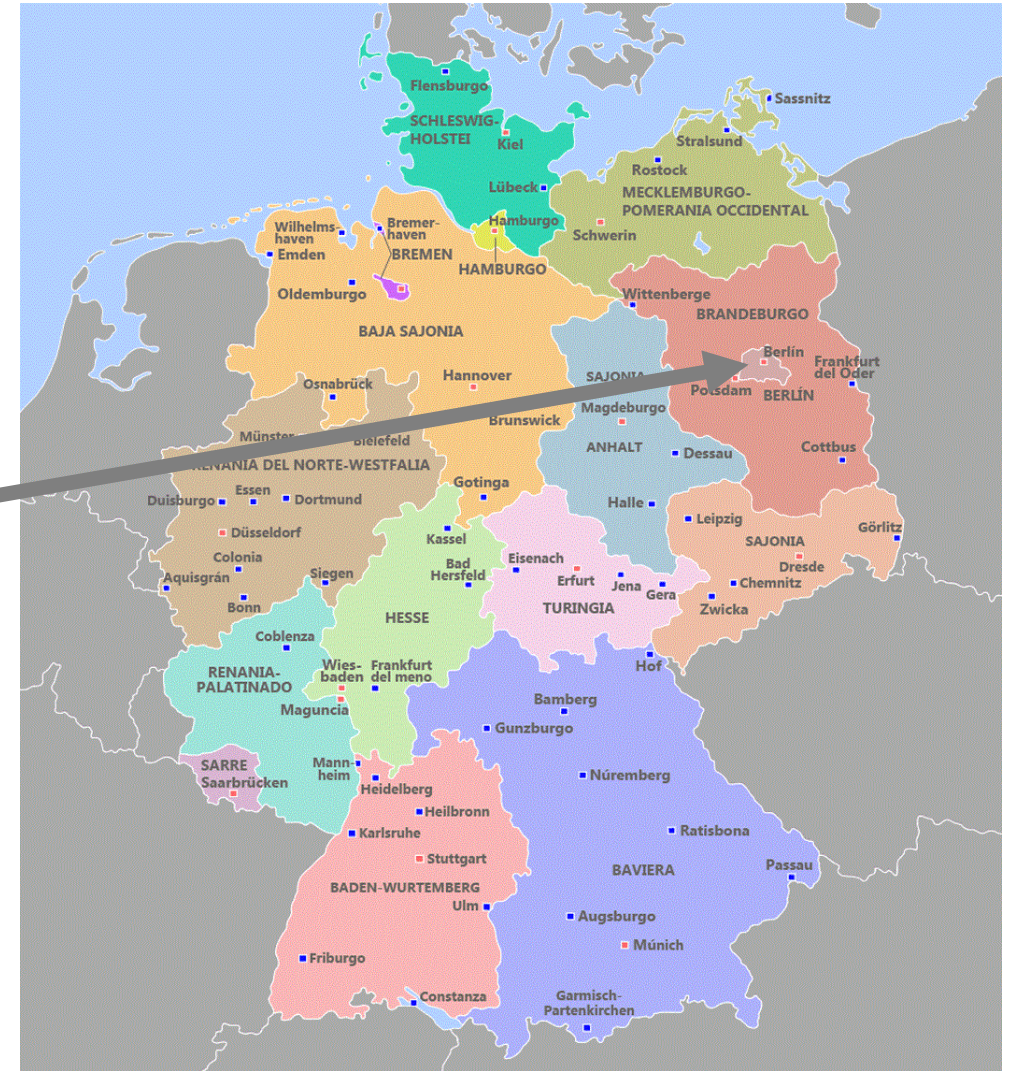 Flensburgo
SCHLESWIG-
HOLSTEI
Kiel
Lübeck
Sassnitz
Stralsund
Rostock
MECKLEMBURGO-
POMERANIA OCCIDENTAL
Schwerin
Hamburgo
HAMBURGO
Wilhelms-
haven
Bremer-
haven
BREMEN
Emden
Oldemburgo
BAJA SAJONIA
Wittenberge
BRANDEBURGO
Berlín
Frankfurt
del Oder
Potsdam
BERLÍN
Hannover
Osnabrück
SAJONIA
Magdeburgo
Brunswick
Münster
Bielefeld
ANHALT
Dessau
Cottbus
RENANIA DEL NORTE-WESTFALIA
Gotinga
Essen
Duisburgo
Dortmund
Halle
Leipzig
Görlitz
Düsseldorf
Kassel
SAJONIA
Dresde
Colonia
Aquisgrán
Siegen
Bad
Hersfeld
Eisenach
Erfurt
Jena
Gera
Chemnitz
Zwicka
Bonn
HESSE
TURINGIA
Coblenza
Hof
RENANIA-
PALATINADO
Wies-
baden
Frankfurt
del meno
Maguncia
Bamberg
Gunzburgo
SARRE
Saarbrücken
Mann-
heim
Heidelberg
Núremberg
Heilbronn
Karlsruhe
Ratisbona
Stuttgart
BAVIERA
Passau
BADEN-WURTEMBERG
Ulm
Augsburgo
Múnich
Friburgo
Constanza
Garmisch-
Partenkirchen